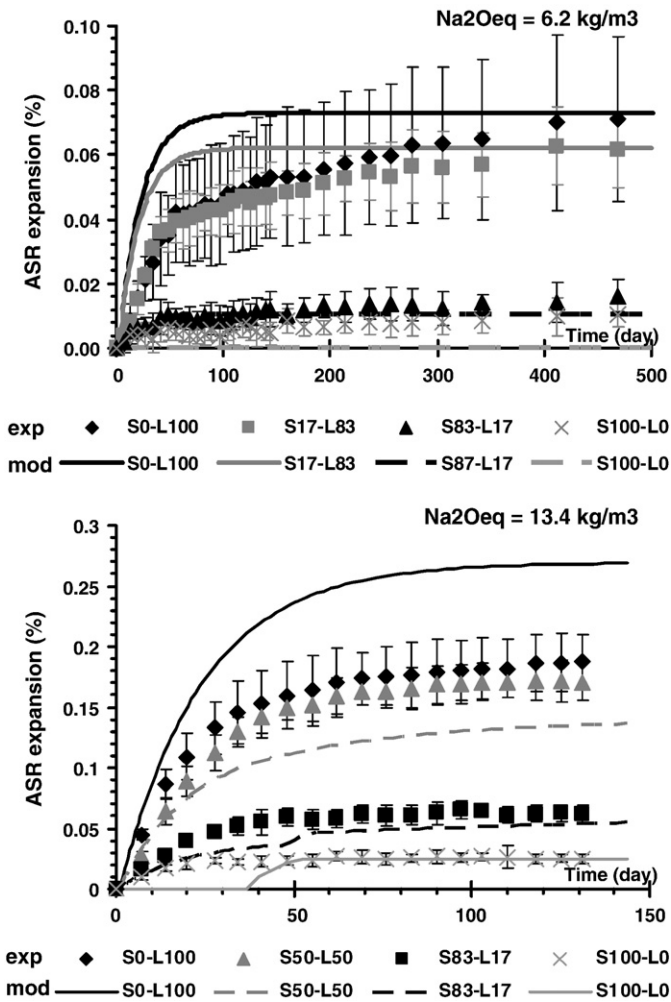 Na2Oeq = 6.2 kg/m3
0.10
0.08
0.06
0.04
0.02
0.00
ASR expansion (%)
Time (day)
0 100 200 300 400 500
exp S0-L100 S17-L83 S83-L17 S100-L0
mod S0-L100 S17-L83 S87-L17 S100-L0
Na2Oeq = 13.4 kg/m3
0.3
0.25
0.2
0.15
0.1
0.05
0
ASR expansion (%)
Time (day)
0 50 100 150
exp S0-L100 S50-L50 S83-L17 S100-L0
mod S0-L100 S50-L50 S83-L17 S100-L0